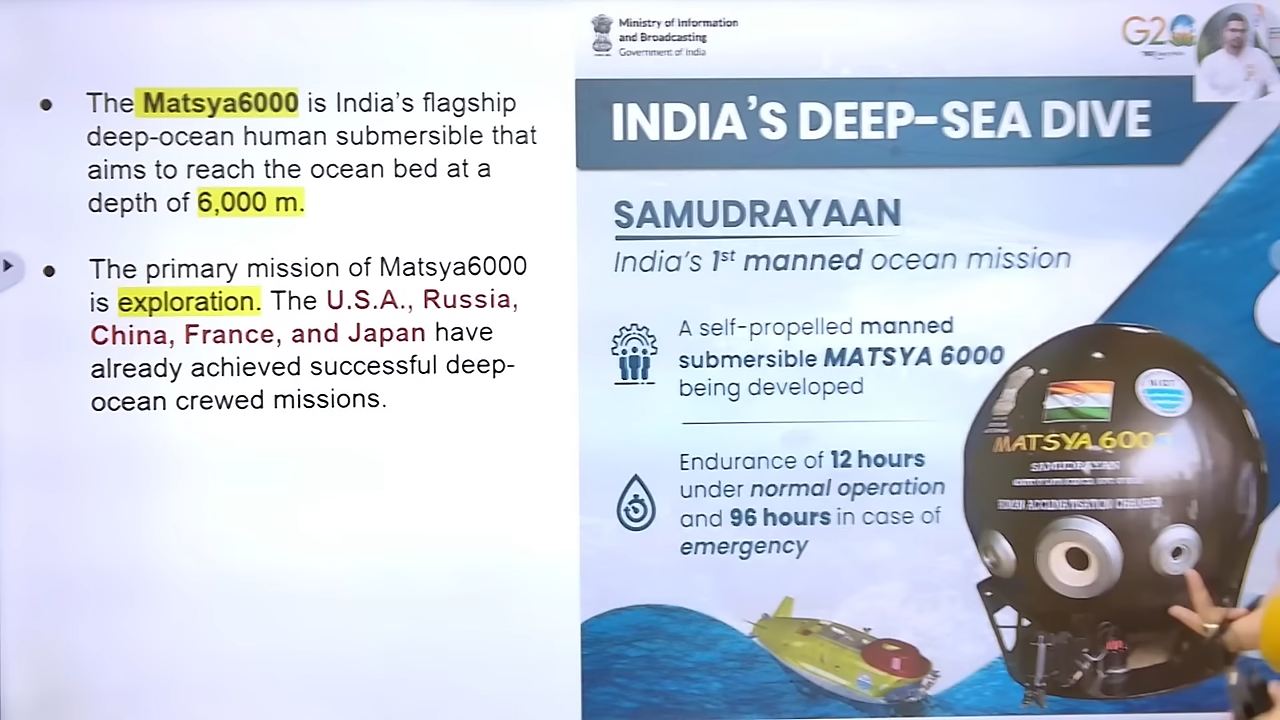 The Matsya6000 is India's flagship
deep-ocean human submersible that
aims to reach the ocean bed at a
depth of 6,000 m.
The primary mission of Matsya6000
is exploration. The U.S.A., Russia,
China, France, and Japan have
already achieved successful deep-
ocean crewed missions.
Ministry of Information
and Broadcasting
Government of India
G20
INDIA'S DEEP-SEA DIVE
SAMUDRAYAAN
India's 1st manned ocean mission
A self-propelled manned
submersible MATSYA 6000
being developed
Endurance of 12 hours
under normal operation
and 96 hours in case of
emergency
NIOT
MATSYA 6000
SAMUDRAYAN